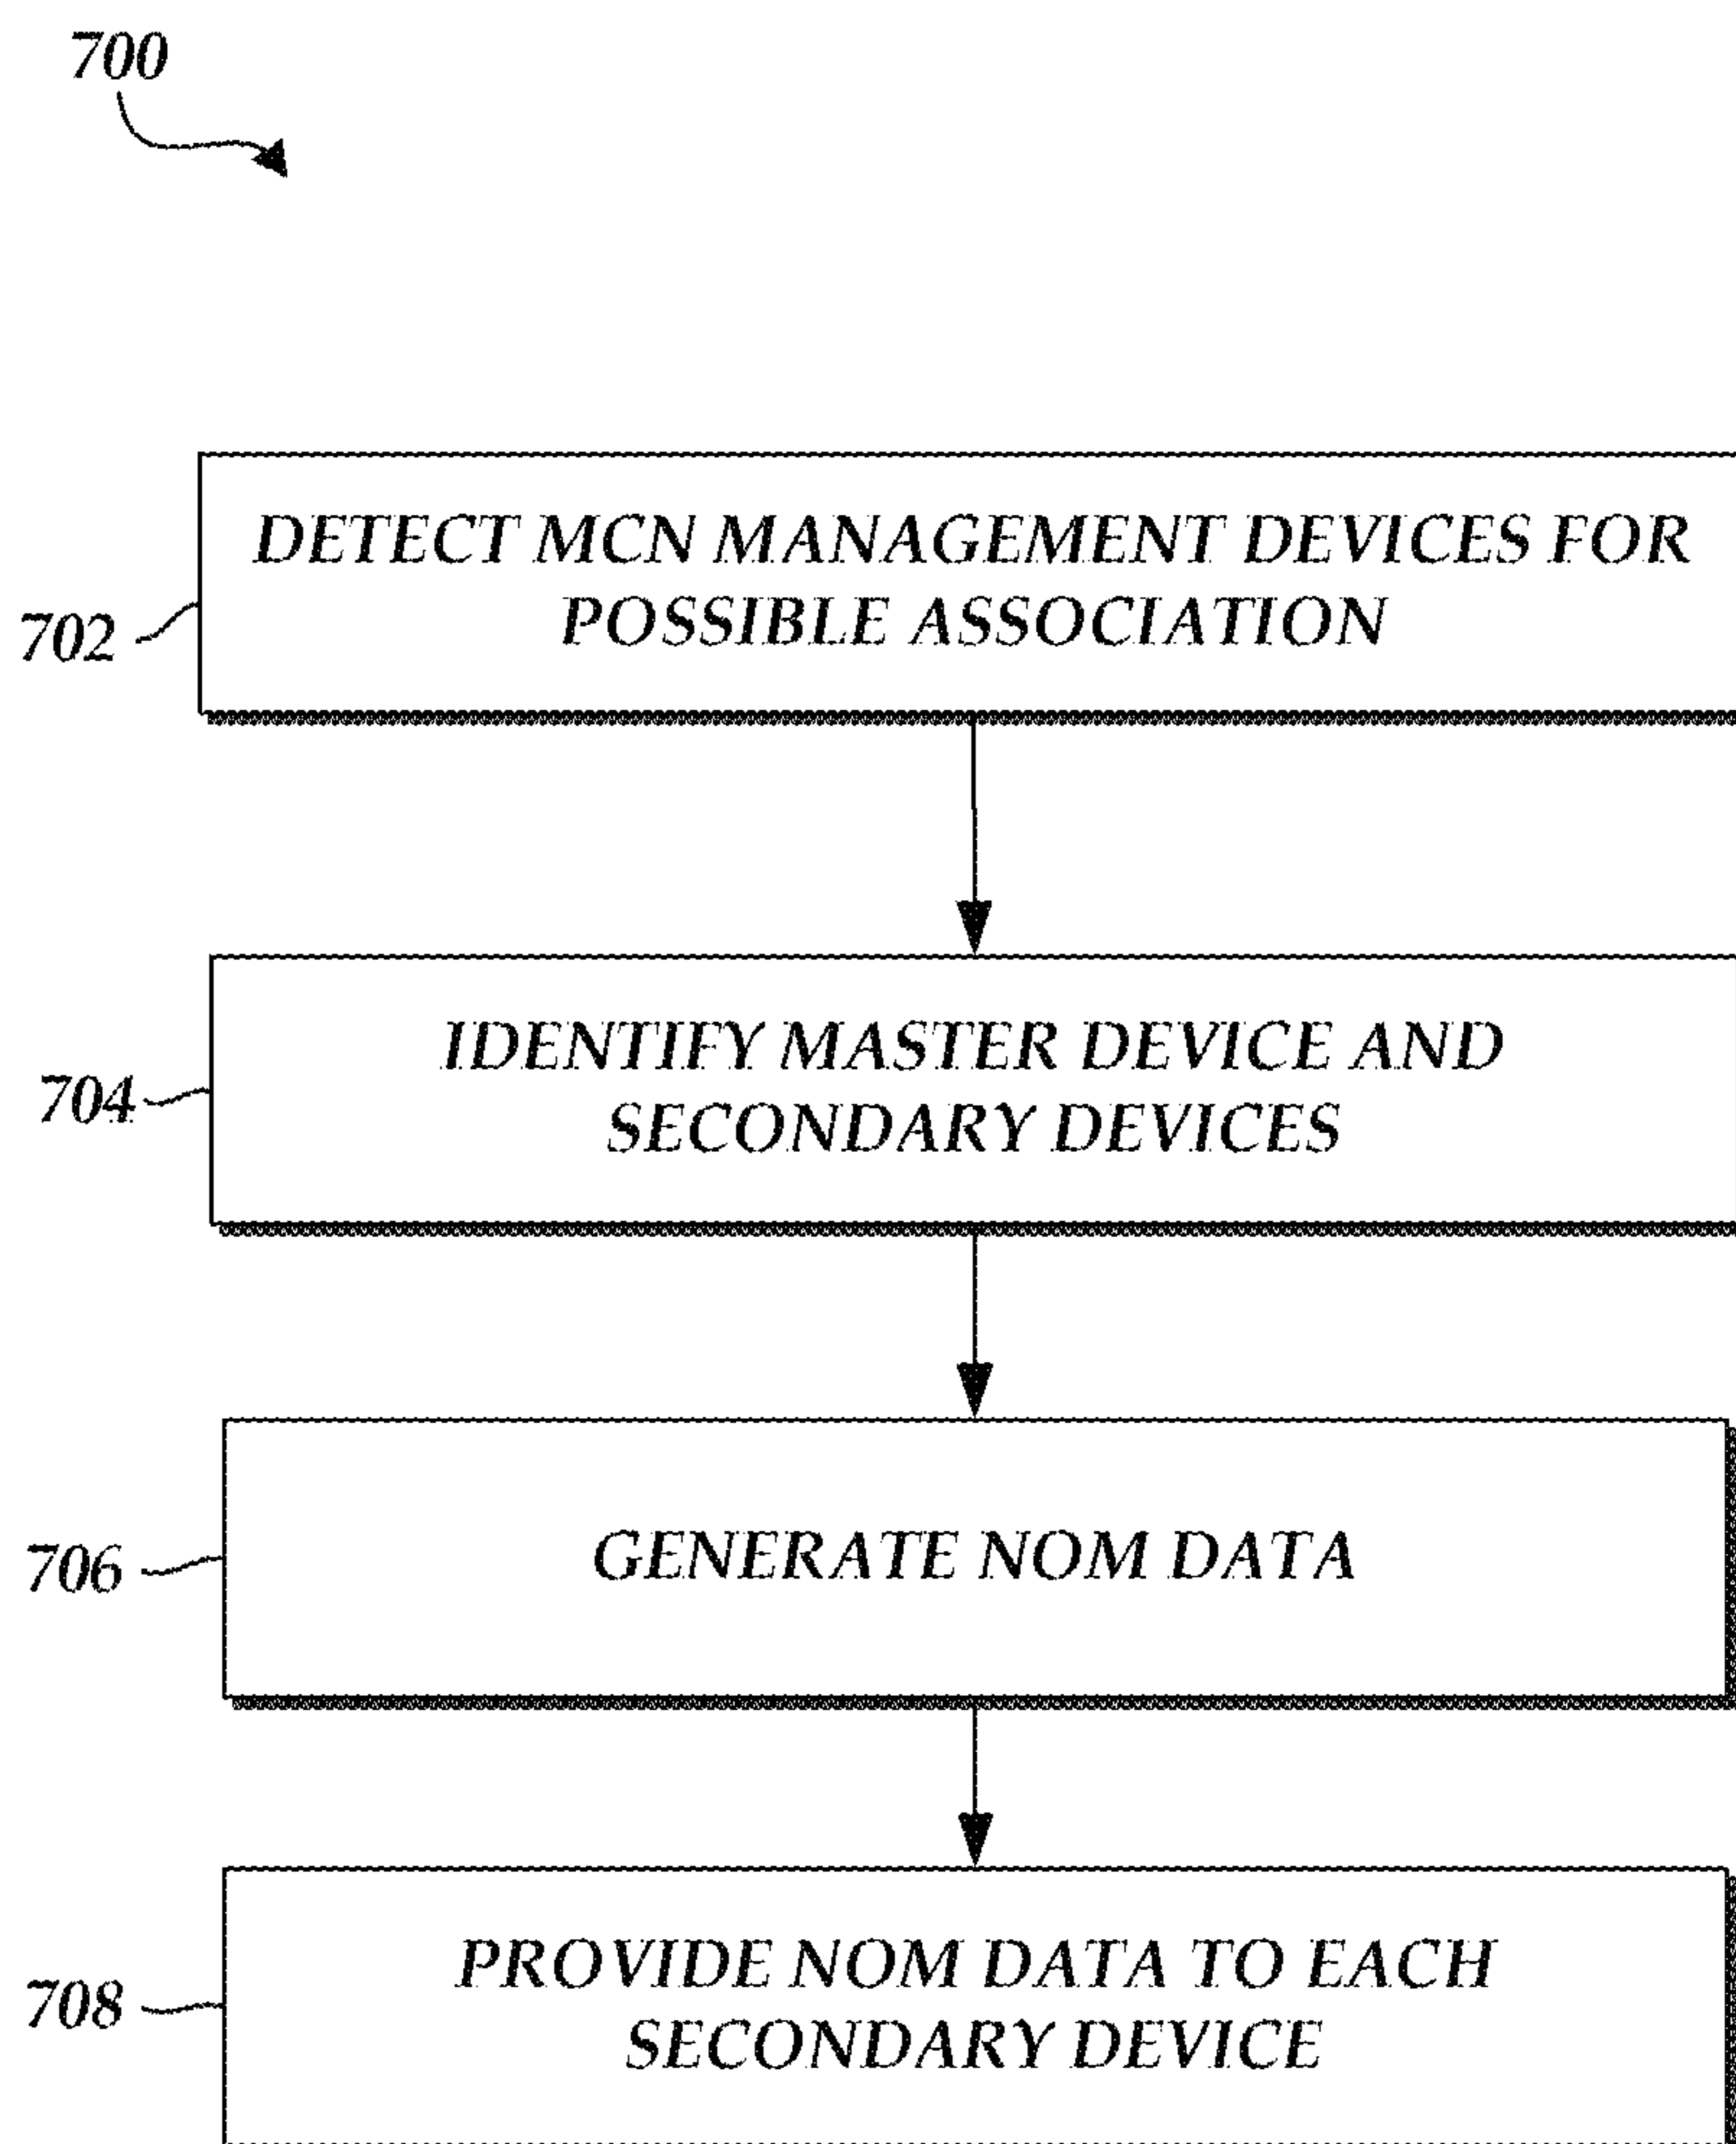 700
DETECT MCN MANAGEMENT DEVICES FOR
POSSIBLE ASSOCIATION
702
IDENTIFY MASTER DEVICE AND
SECONDARY DEVICES
704
GENERATE NOM DATA
706
PROVIDE NOM DATA TO EACH
SECONDARY DEVICE
708